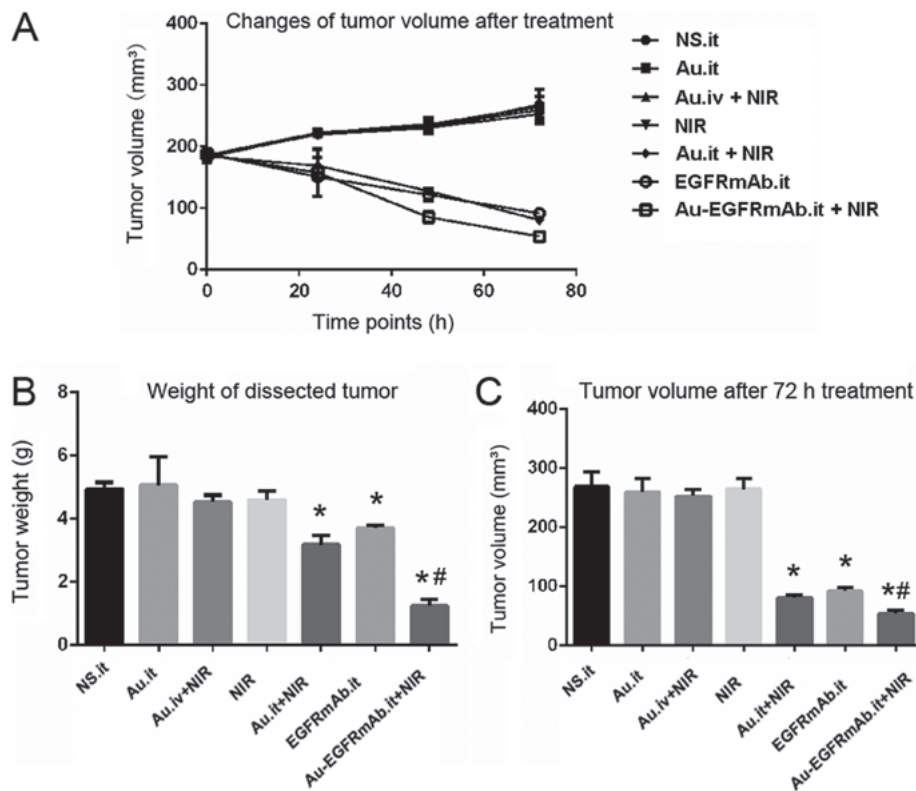 A
Changes of tumor volume after treatment
Tumor volume (mm³)
400
300
200
100
0
0
20
40
60
80
Time points (h)
NS.it
Au.it
Au.iv + NIR
NIR
Au.it + NIR
EGFRmAb.it
Au-EGFRmAb.it + NIR
B
Weight of dissected tumor
Tumor weight (g)
8
6
4
2
0
*
*
*#
NS.it
Au.it
Au.iv+NIR
NIR
Au.it+NIR
EGFRmAb.it
Au-EGFRmAb.it+NIR
C
Tumor volume after 72 h treatment
Tumor volume (mm³)
400
300
200
100
0
*
*
*#
NS.it
Au.it
Au.iv+NIR
NIR
Au.it+NIR
EGFRmAb.it
Au-EGFRmAb.it+NIR